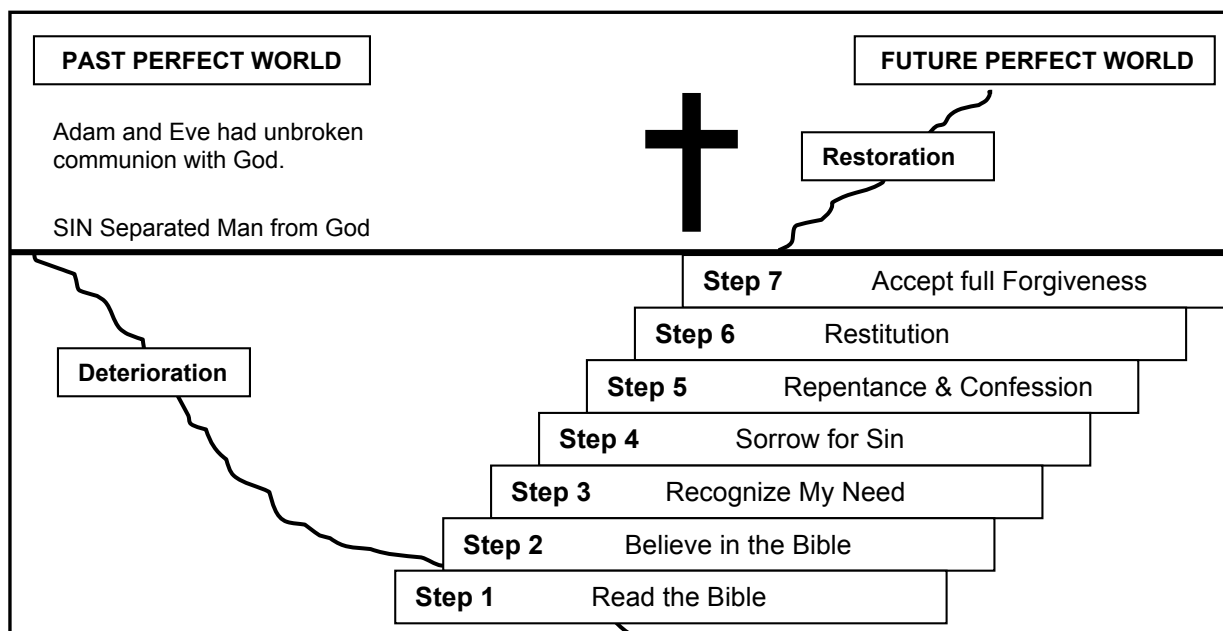 PAST PERFECT WORLD
FUTURE PERFECT WORLD
Adam and Eve had unbroken
communion with God.
Restoration
SIN Separated Man from God
Step 7 Accept full Forgiveness
Step 6 Restitution
Deterioration
Step 5 Repentance & Confession
Step 4 Sorrow for Sin
Step 3 Recognize My Need
Step 2 Believe in the Bible
Step 1 Read the Bible